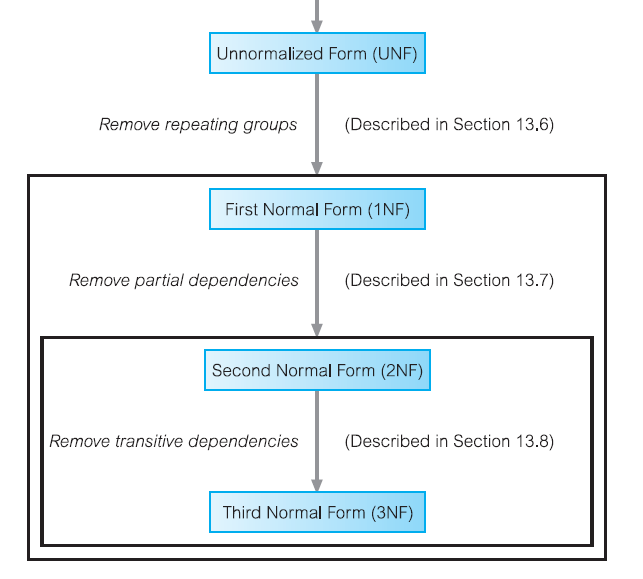 Unnormalized Form (UNF)
Remove repeating groups (Described in Section 13.6)
First Normal Form (1NF)
Remove partial dependencies (Described in Section 13.7)
Second Normal Form (2NF)
Remove transitive dependencies (Described in Section 13.8)
Third Normal Form (3NF)